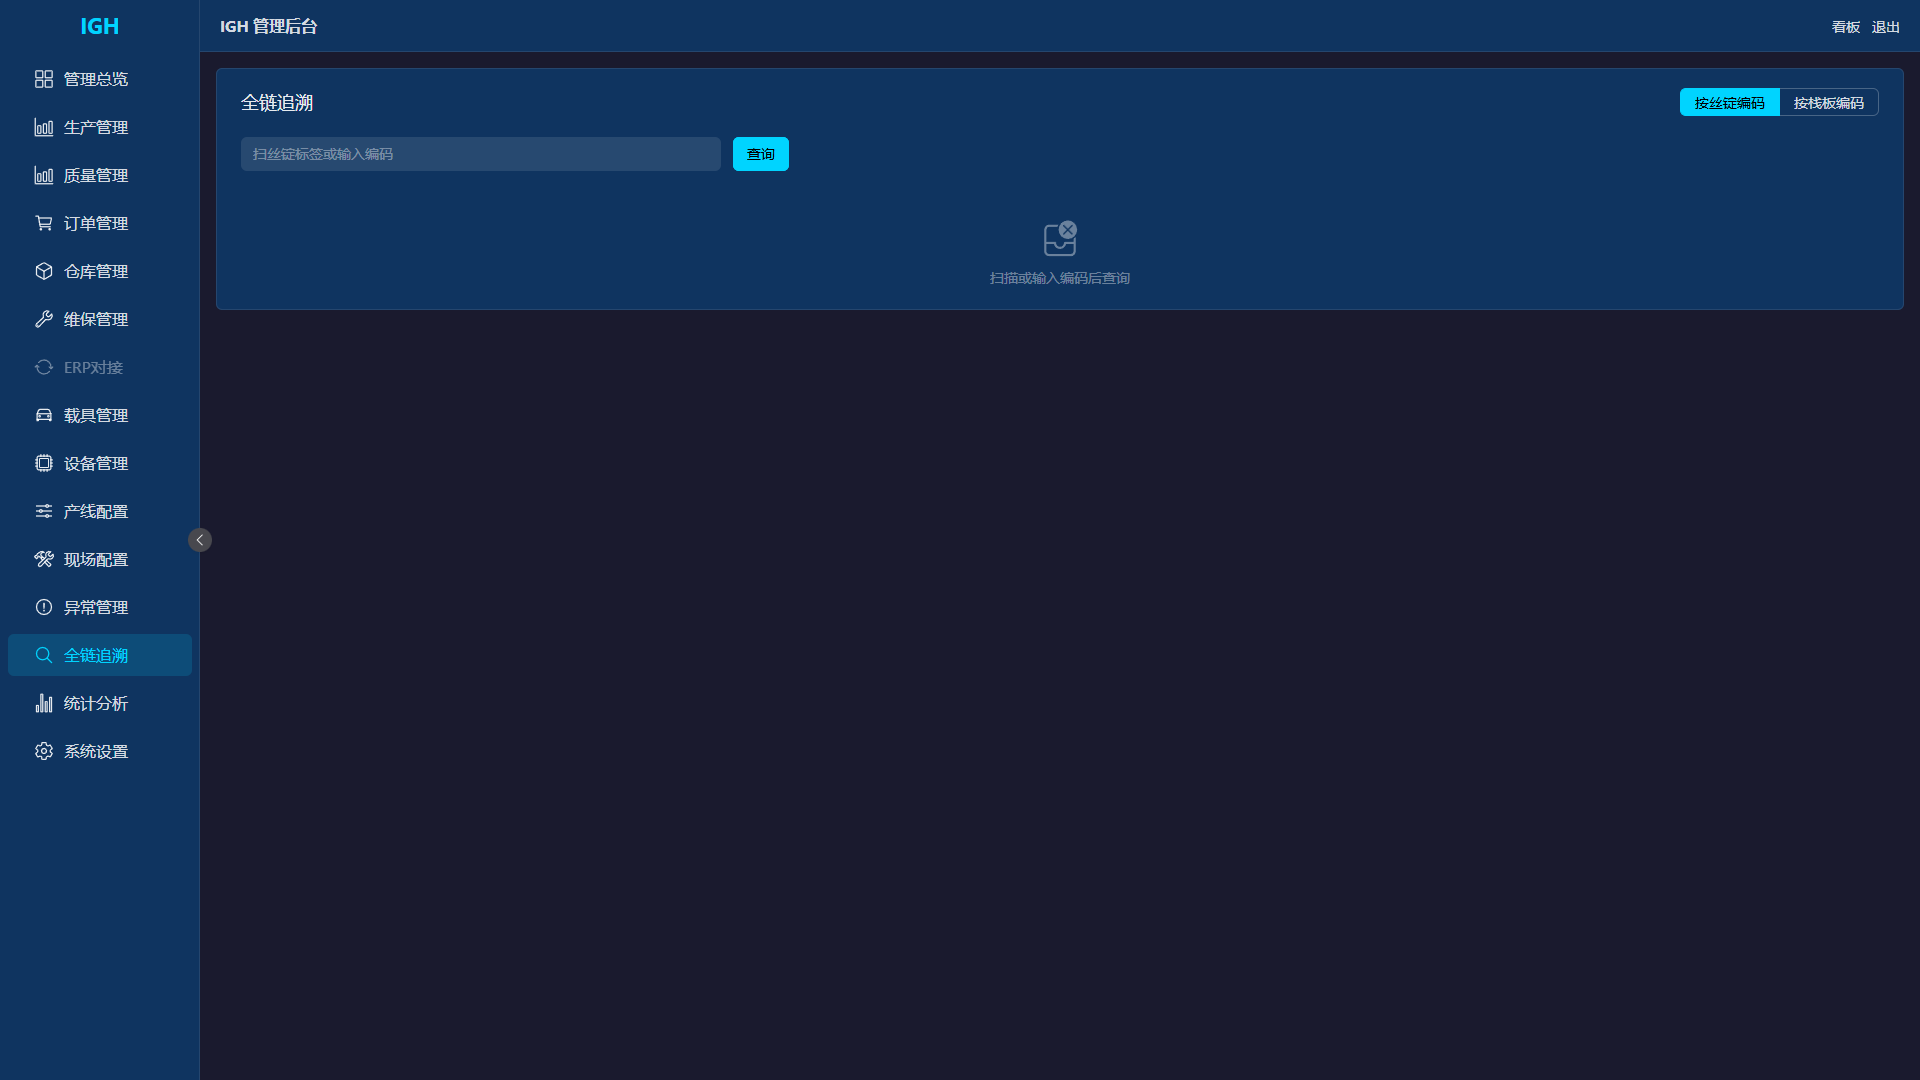 IGH
IGH 管理后台
看板
退出
管理总览
生产管理
质量管理
订单管理
仓库管理
维保管理
ERP对接
载具管理
设备管理
产线配置
现场配置
异常管理
全链追溯
统计分析
系统设置
全链追溯
按丝锭编码
按栈板编码
扫丝锭标签或输入编码
查询
扫描或输入编码后查询